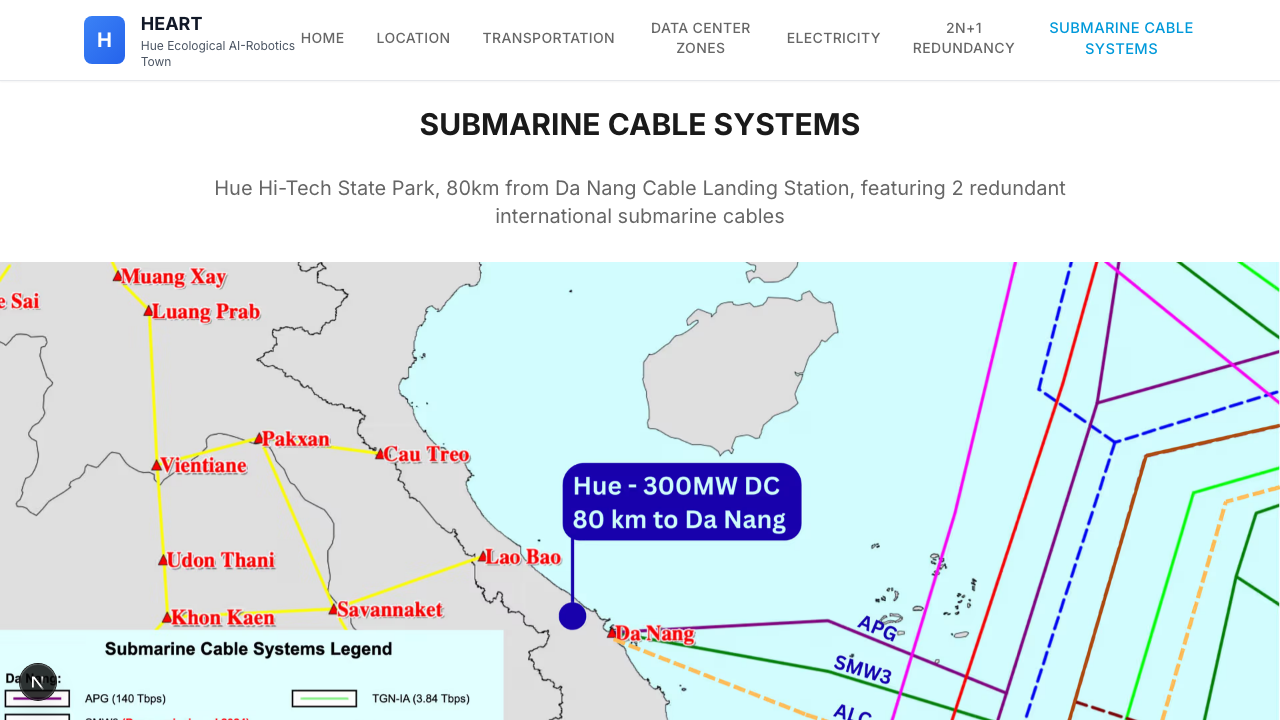 H
HEART
Hue Ecological AI-Robotics
Town
HOME
LOCATION
TRANSPORTATION
DATA CENTER
ZONES
ELECTRICITY
2N+1
REDUNDANCY
SUBMARINE CABLE
SYSTEMS
SUBMARINE CABLE SYSTEMS
Hue Hi-Tech State Park, 80km from Da Nang Cable Landing Station, featuring 2 redundant
international submarine cables
Muang Xay
e Sai
Luang Prab
Pakxan
Cau Treo
Vientiane
Hue - 300MW DC
80 km to Da Nang
Udon Thani
Lao Bao
Khon Kaen
Savannaket
Da Nang
APG
SMW3
ALC
Submarine Cable Systems Legend
N
APG (140 Tbps)
TGN-IA (3.84 Tbps)